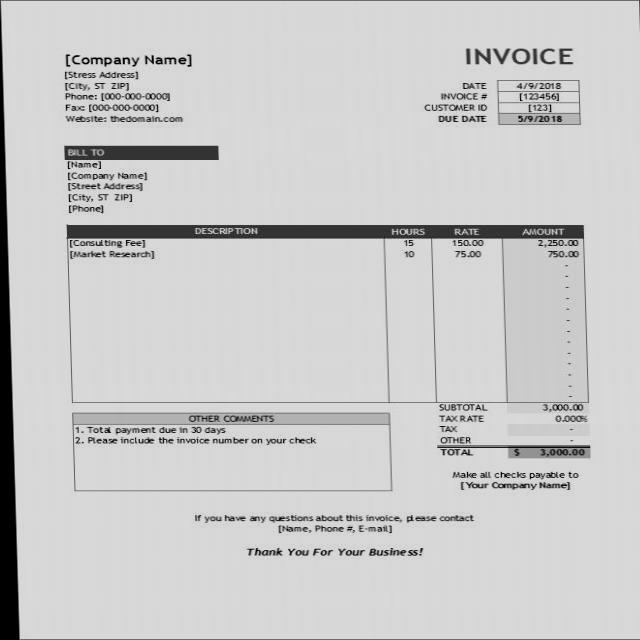 [Company Name]
INVOICE
[Stress Address]
[City, ST ZIP]
Phone: [000-000-0000]
Fax: [000-000-0000]
Website: thedomain.com
DATE 4/9/2018
INVOICE # [123456]
CUSTOMER ID [123]
DUE DATE 5/9/2018
BILL TO
[Name]
[Company Name]
[Street Address]
[City, ST ZIP]
[Phone]
DESCRIPTION HOURS RATE AMOUNT
[Consulting Fee] 15 150.00 2,250.00
[Market Research] 10 75.00 750.00
-
-
-
-
-
-
-
-
-
-
-
-
SUBTOTAL 3,000.00
TAX RATE 0.000%
TAX -
OTHER -
TOTAL $ 3,000.00
OTHER COMMENTS
1. Total payment due in 30 days
2. Please include the invoice number on your check
Make all checks payable to
[Your Company Name]
If you have any questions about this invoice, please contact
[Name, Phone #, E-mail]
Thank You For Your Business!